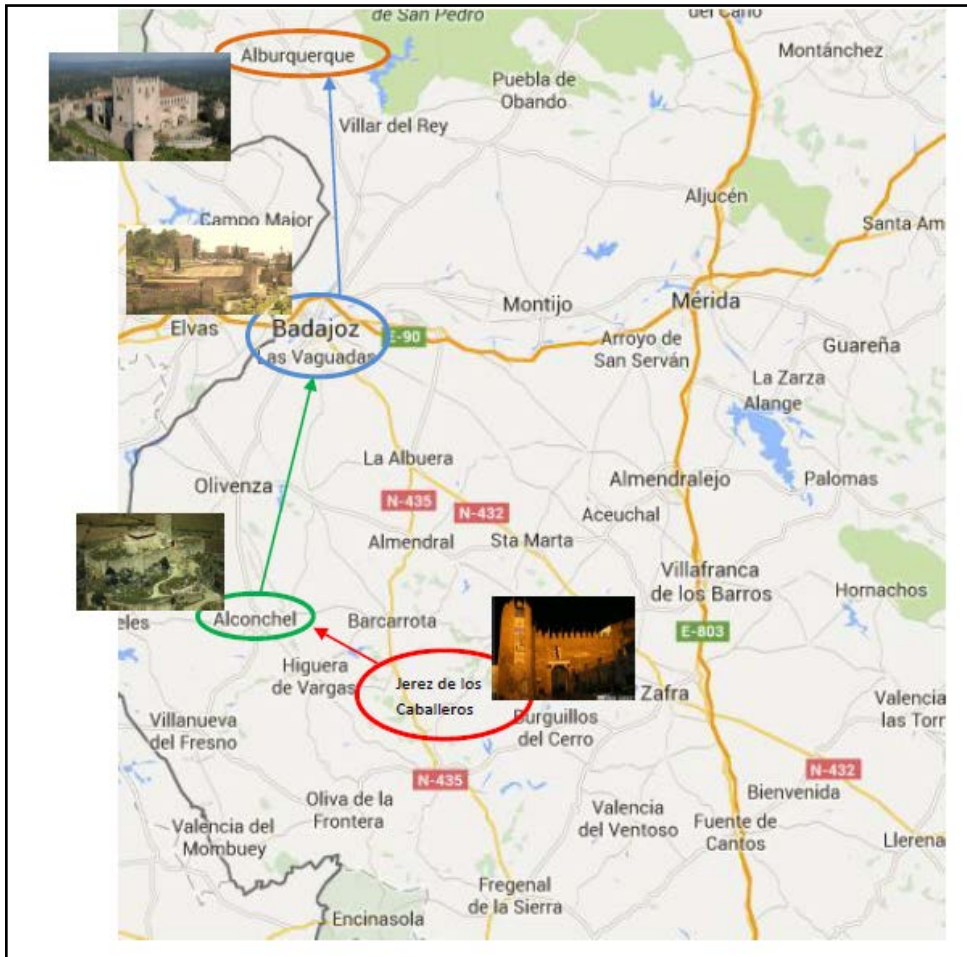 de San Pedro
del Caño
Alburquerque
Montánchez
Puebla de
Obando
Villar del Rey
Aljucén
Campo Maior
Santa Am
Montijo
Mérida
Elvas
Badajoz
E-90
Las Vaguadas
Arroyo de
San Serván
Guareña
La Zarza
Alange
La Albuera
Olivenza
Almendralejo
Palomas
N-435
N-432
Aceuchal
Almendral
Sta Marta
Villafranca
de los Barros
Hornachos
eles
Alconchel
Barcarrota
E-803
Higuera
de Vargas
Jerez de los
Caballeros
Zafra
Valencia
las Torr
Villanueva
del Fresno
Burguillos
del Cerro
N-435
N-432
Bienvenida
Oliva de la
Frontera
Valencia
del Ventoso
Fuente de
Cantos
Valencia del
Mombuey
Llerena
Fregenal
de la Sierra
Encinasola